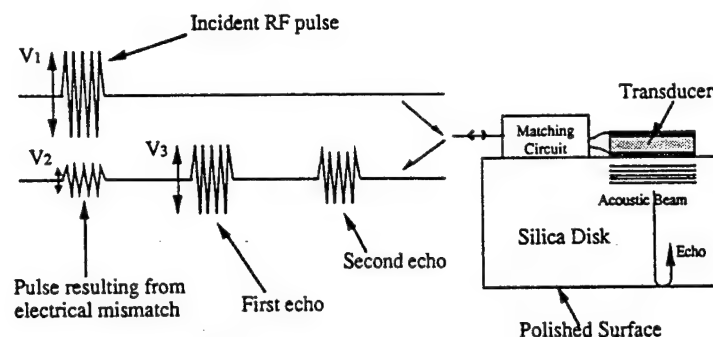 Incident RF pulse
V1
V2
V3
Pulse resulting from
electrical mismatch
First echo
Second echo
Matching
Circuit
Transducer
Acoustic Beam
Silica Disk
Echo
Polished Surface